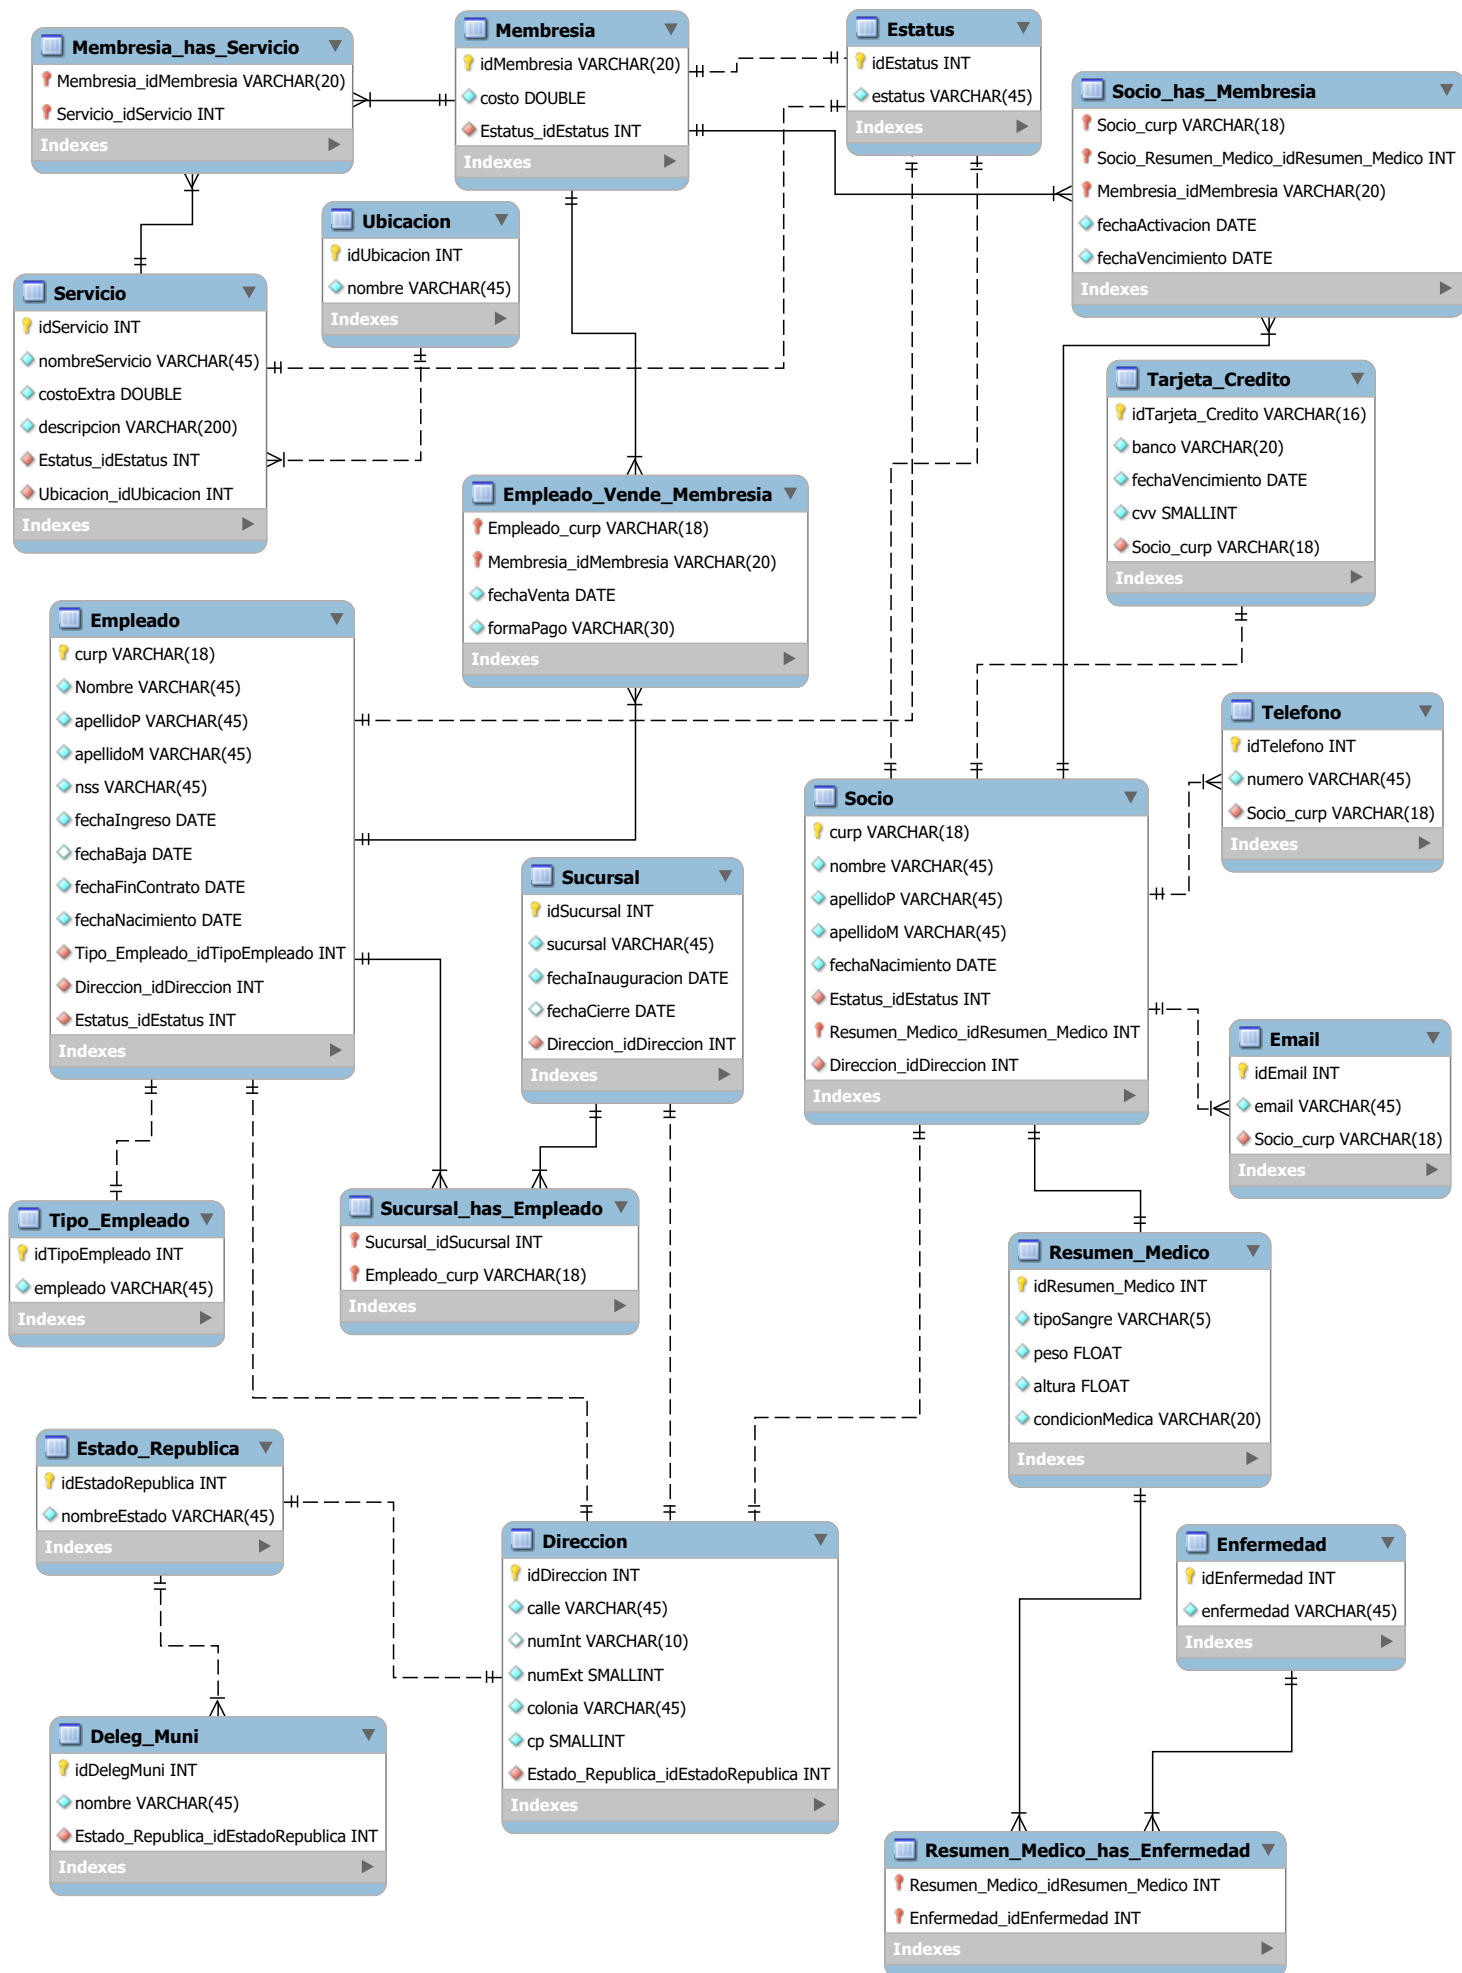 Membresia_has_Servicio
Membresia_idMembresia VARCHAR(20)
Servicio_idServicio INT
Indexes
Membresia
idMembresia VARCHAR(20)
costo DOUBLE
Estatus_idEstatus INT
Indexes
Estatus
idEstatus INT
estatus VARCHAR(45)
Indexes
Socio_has_Membresia
Socio_curp VARCHAR(18)
Socio_Resumen_Medico_idResumen_Medico INT
Membresia_idMembresia VARCHAR(20)
fechaActivacion DATE
fechaVencimiento DATE
Indexes
Ubicacion
idUbicacion INT
nombre VARCHAR(45)
Indexes
Servicio
idServicio INT
nombreServicio VARCHAR(45)
costoExtra DOUBLE
descripcion VARCHAR(200)
Estatus_idEstatus INT
Ubicacion_idUbicacion INT
Indexes
Tarjeta_Credito
idTarjeta_Credito VARCHAR(16)
banco VARCHAR(20)
fechaVencimiento DATE
cvv SMALLINT
Socio_curp VARCHAR(18)
Indexes
Empleado_Vende_Membresia
Empleado_curp VARCHAR(18)
Membresia_idMembresia VARCHAR(20)
fechaVenta DATE
formaPago VARCHAR(30)
Indexes
Empleado
curp VARCHAR(18)
Nombre VARCHAR(45)
apellidoP VARCHAR(45)
apellidoM VARCHAR(45)
nss VARCHAR(45)
fechaIngreso DATE
fechaBaja DATE
fechaFinContrato DATE
fechaNacimiento DATE
Tipo_Empleado_idTipoEmpleado INT
Direccion_idDireccion INT
Estatus_idEstatus INT
Indexes
Telefono
idTelefono INT
numero VARCHAR(45)
Socio_curp VARCHAR(18)
Indexes
Socio
curp VARCHAR(18)
nombre VARCHAR(45)
apellidoP VARCHAR(45)
apellidoM VARCHAR(45)
fechaNacimiento DATE
Estatus_idEstatus INT
Resumen_Medico_idResumen_Medico INT
Direccion_idDireccion INT
Indexes
Sucursal
idSucursal INT
sucursal VARCHAR(45)
fechaInauguracion DATE
fechaCierre DATE
Direccion_idDireccion INT
Indexes
Email
idEmail INT
email VARCHAR(45)
Socio_curp VARCHAR(18)
Indexes
Tipo_Empleado
idTipoEmpleado INT
empleado VARCHAR(45)
Indexes
Sucursal_has_Empleado
Sucursal_idSucursal INT
Empleado_curp VARCHAR(18)
Indexes
Resumen_Medico
idResumen_Medico INT
tipoSangre VARCHAR(5)
peso FLOAT
altura FLOAT
condicionMedica VARCHAR(20)
Indexes
Estado_Republica
idEstadoRepublica INT
nombreEstado VARCHAR(45)
Indexes
Direccion
idDireccion INT
calle VARCHAR(45)
numInt VARCHAR(10)
numExt SMALLINT
colonia VARCHAR(45)
cp SMALLINT
Estado_Republica_idEstadoRepublica INT
Indexes
Enfermedad
idEnfermedad INT
enfermedad VARCHAR(45)
Indexes
Deleg_Muni
idDelegMuni INT
nombre VARCHAR(45)
Estado_Republica_idEstadoRepublica INT
Indexes
Resumen_Medico_has_Enfermedad
Resumen_Medico_idResumen_Medico INT
Enfermedad_idEnfermedad INT
Indexes